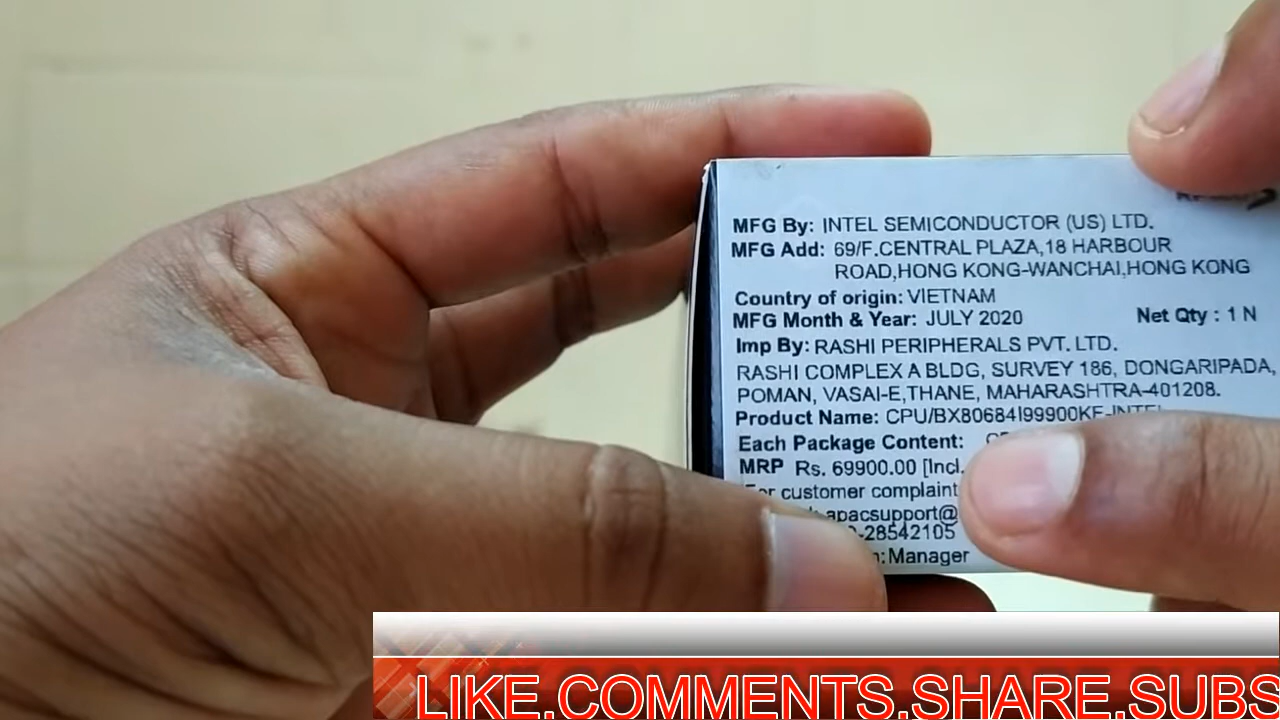 MFG By: INTEL SEMICONDUCTOR (US) LTD.
MFG Add: 69/F.CENTRAL PLAZA,18 HARBOUR
ROAD,HONG KONG-WANCHAI,HONG KONG
Country of origin: VIETNAM
MFG Month & Year: JULY 2020 Net Qty : 1 N
Imp By: RASHI PERIPHERALS PVT. LTD.
RASHI COMPLEX A BLDG, SURVEY 186, DONGARIPADA,
POMAN, VASAI-E,THANE, MAHARASHTRA-401208.
Product Name: CPU/BX80684I99900KF-INTEL
Each Package Content:
MRP Rs. 69900.00 [Incl.
For customer complaint
apacsupport@
-28542105
Manager
LIKE.COMMENTS.SHARE.SUBS